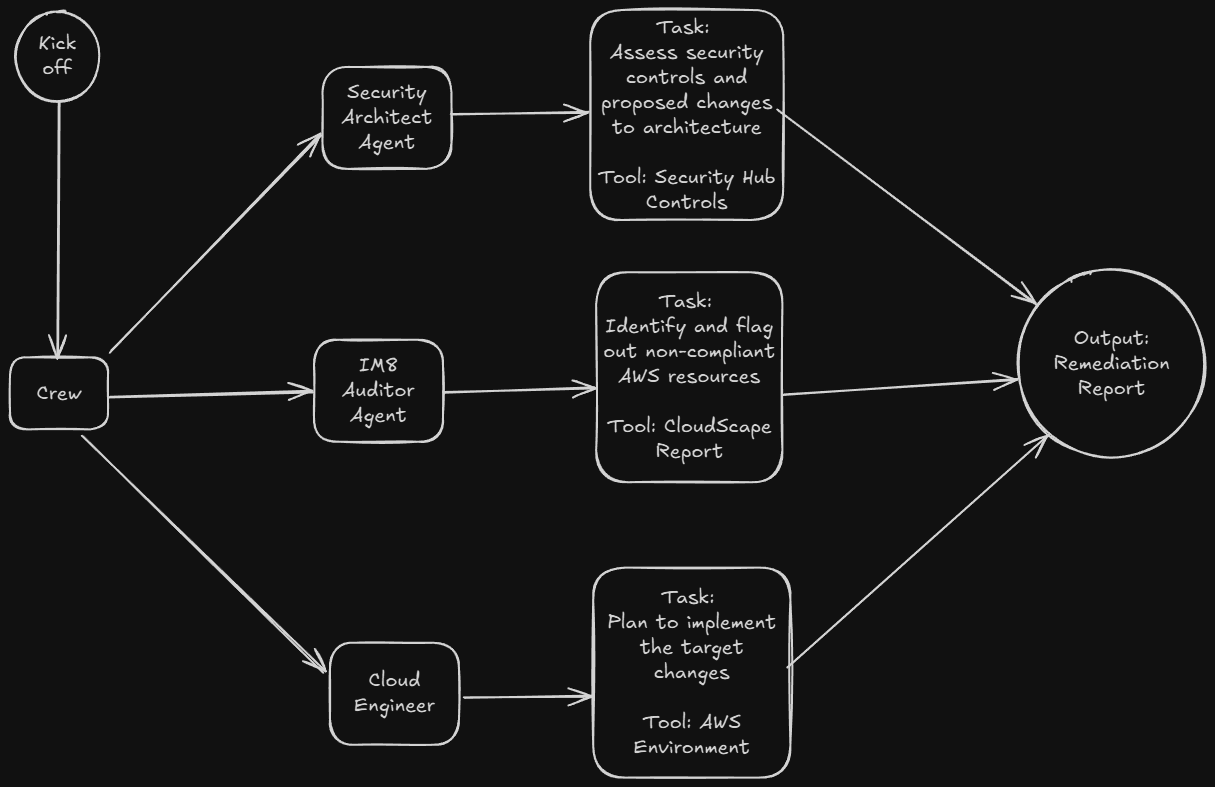 Kick
off
Crew
Security
Architect
Agent
Task:
Assess security
controls and
proposed changes
to architecture
Tool: Security Hub
Controls
IM8
Auditor
Agent
Task:
Identify and flag
out non-compliant
AWS resources
Tool: CloudScape
Report
Cloud
Engineer
Task:
Plan to implement
the target
changes
Tool: AWS
Environment
Output:
Remediation
Report